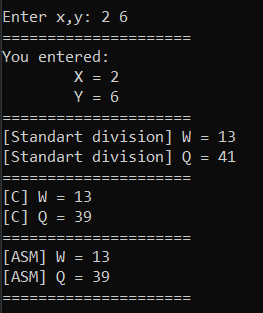 Enter x,y: 2 6
=====================
You entered:
X = 2
Y = 6
=====================
[Standart division] W = 13
[Standart division] Q = 41
=====================
[C] W = 13
[C] Q = 39
=====================
[ASM] W = 13
[ASM] Q = 39
=====================